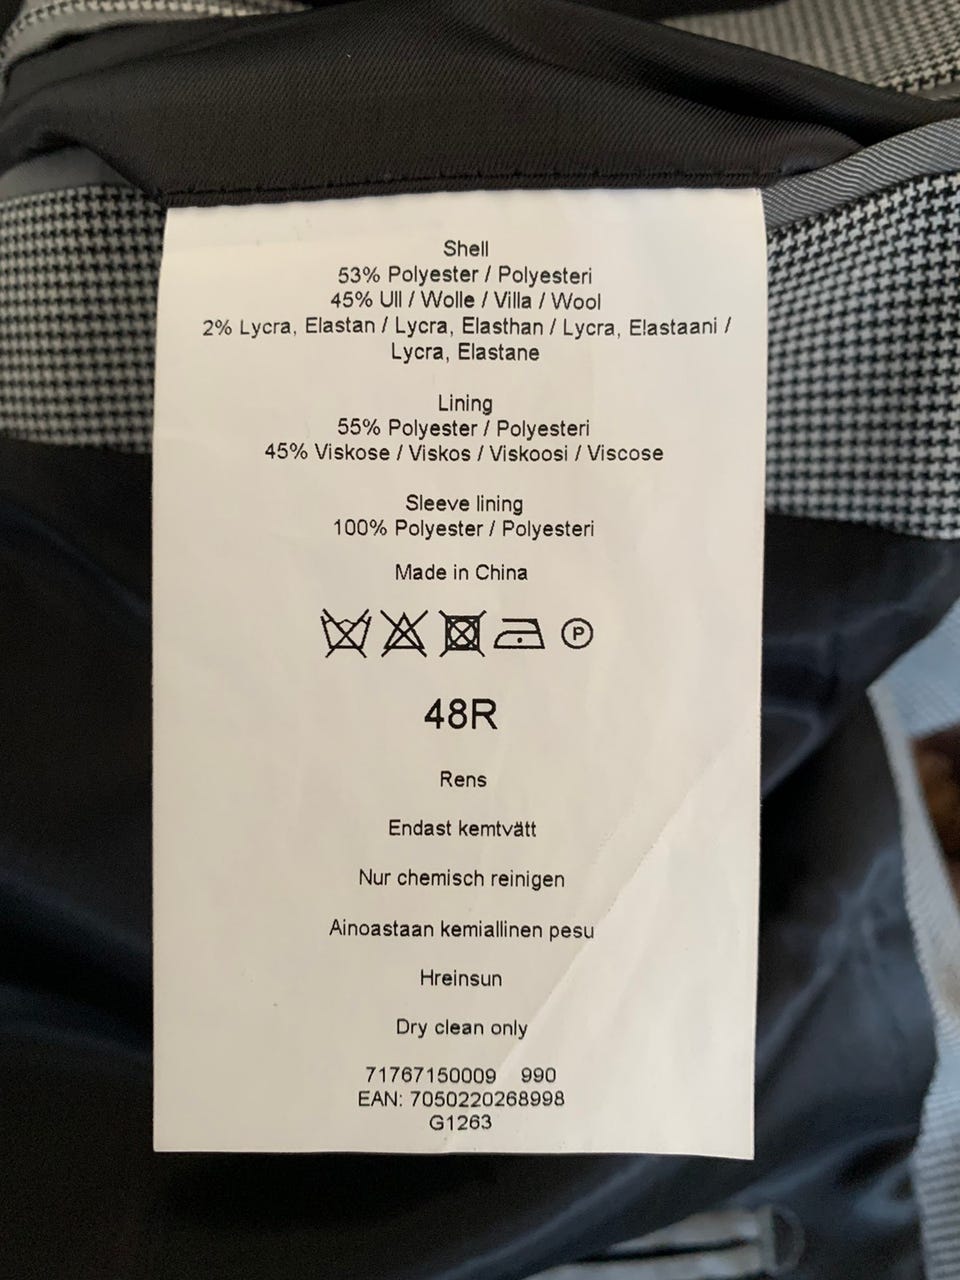 Shell
53% Polyester / Polyesteri
45% Ull / Wolle / Villa / Wool
2% Lycra, Elastan / Lycra, Elasthan / Lycra, Elastaani /
Lycra, Elastane
Lining
55% Polyester / Polyesteri
45% Viskose / Viskos / Viskoosi / Viscose
Sleeve lining
100% Polyester / Polyesteri
Made in China
P
48R
Rens
Endast kemtvätt
Nur chemisch reinigen
Ainoastaan kemiallinen pesu
Hreinsun
Dry clean only
71767150009 990
EAN: 7050220268998
G1263